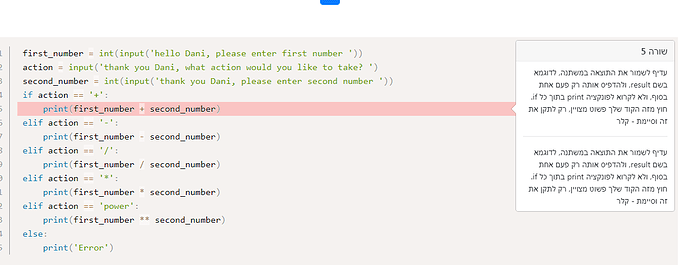 first_number = int(input('hello Dani, please enter first number '))
action = input('thank you Dani, what action would you like to take? ')
second_number = int(input('thank you Dani, please enter second number '))
if action == '+':
    print(first_number + second_number)
elif action == '-':
    print(first_number - second_number)
elif action == '/':
    print(first_number / second_number)
elif action == '*':
    print(first_number * second_number)
elif action == 'power':
    print(first_number ** second_number)
else:
    print('Error')
שורה 5
עדיף לשמור את התוצאה במשתנה, לדוגמא
בשם result, ולהדפיס אותה רק פעם אחת
בסוף, ולא לקרוא לפונקציה print בתוך כל if.
חוץ מזה הקוד שלך פשוט מצויין. רק לתקן את
זה וסיימת - קלר
עדיף לשמור את התוצאה במשתנה, לדוגמא
בשם result, ולהדפיס אותה רק פעם אחת
בסוף, ולא לקרוא לפונקציה print בתוך כל if.
חוץ מזה הקוד שלך פשוט מצויין. רק לתקן את
זה וסיימת - קלר